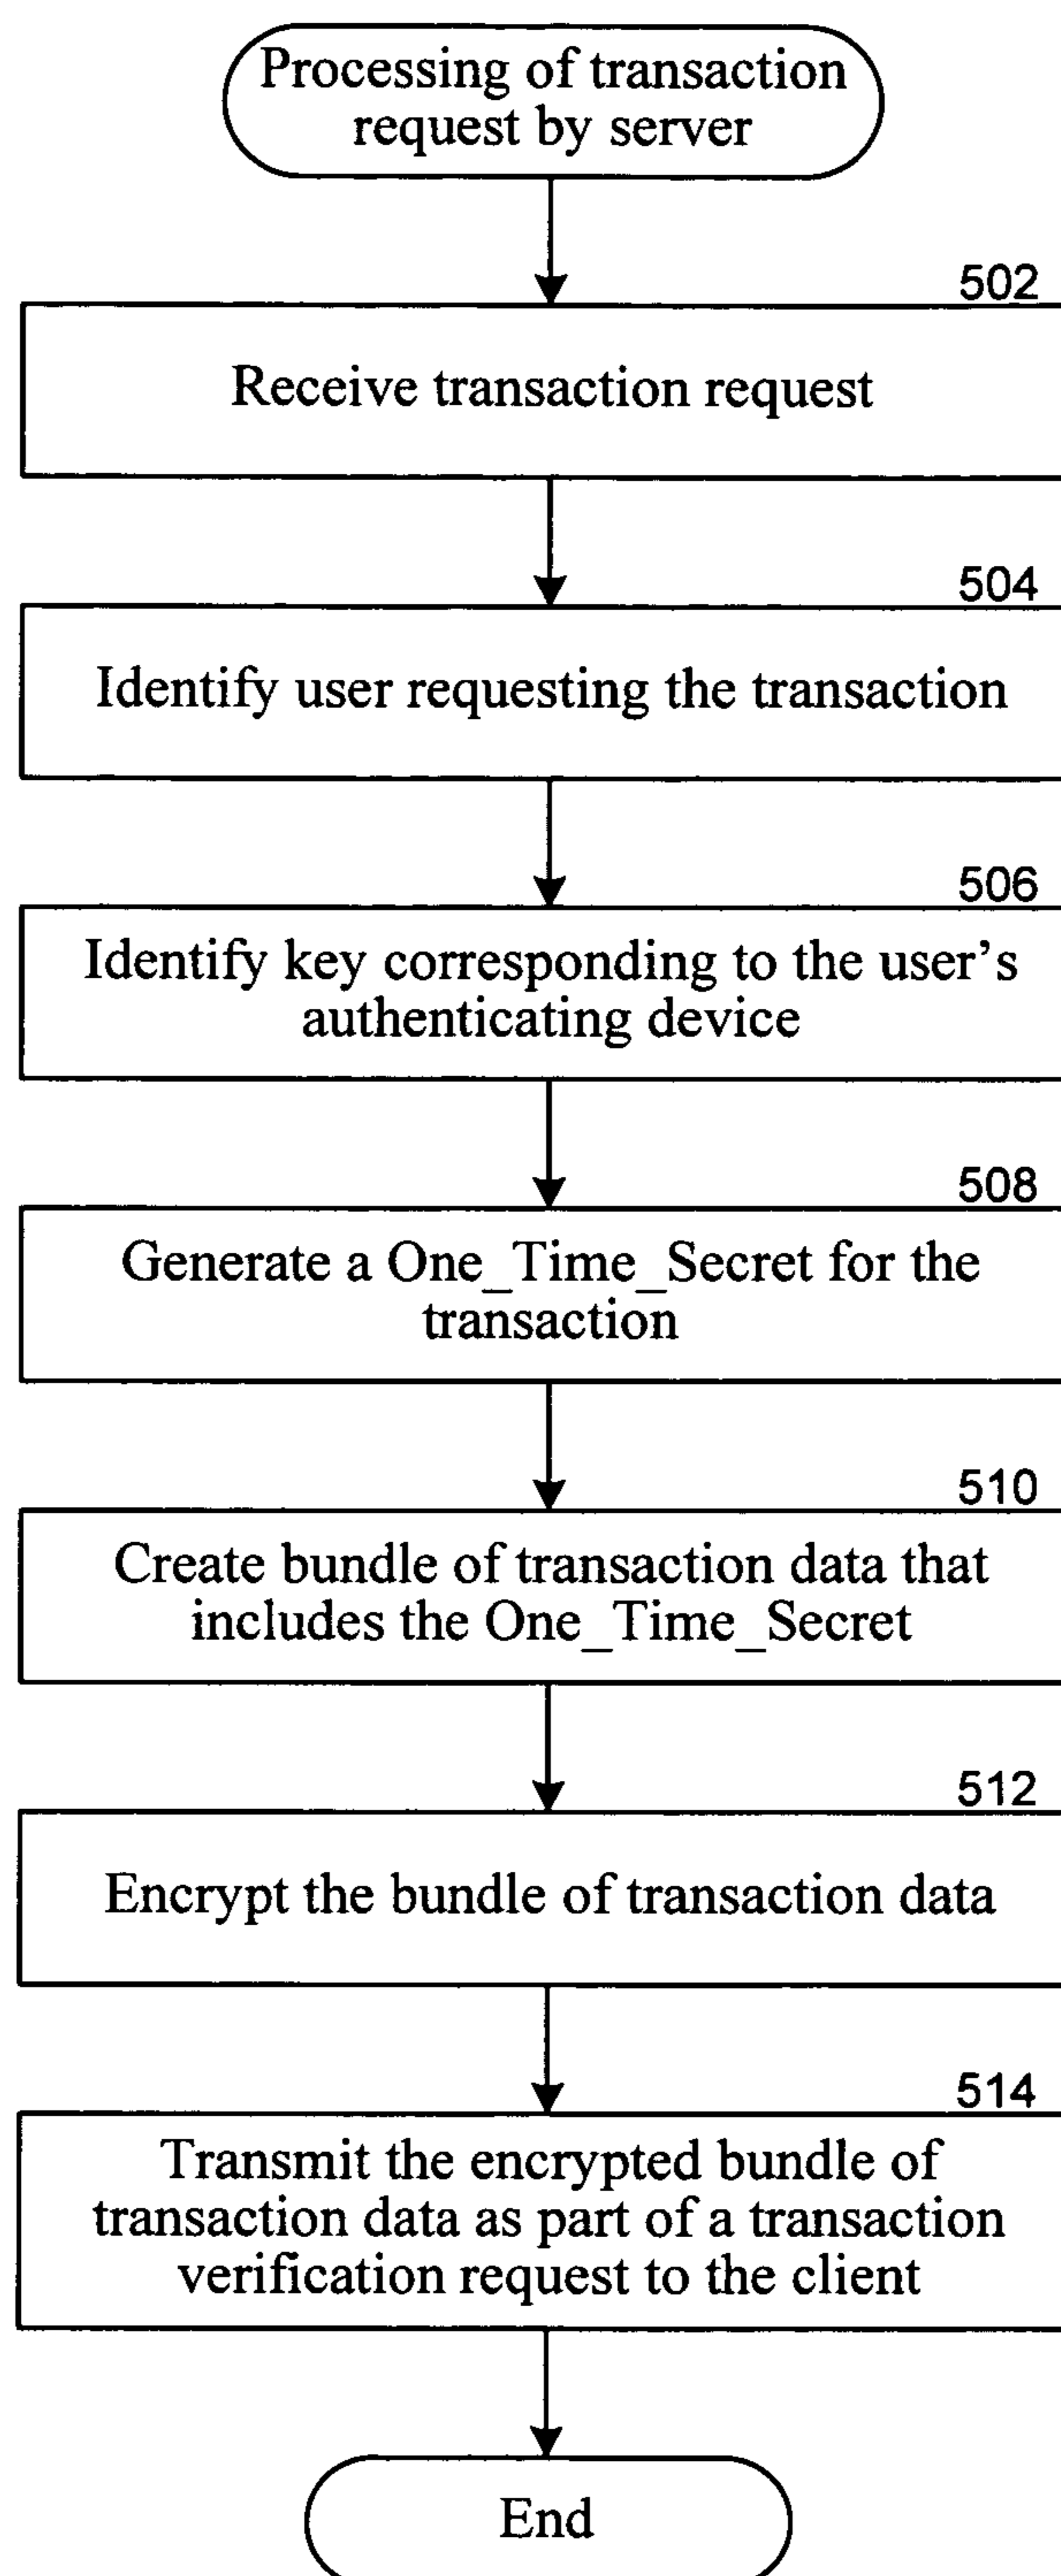 Processing of transaction
request by server
502
Receive transaction request
504
Identify user requesting the transaction
506
Identify key corresponding to the user's
authenticating device
508
Generate a One_Time_Secret for the
transaction
510
Create bundle of transaction data that
includes the One_Time_Secret
512
Encrypt the bundle of transaction data
514
Transmit the encrypted bundle of
transaction data as part of a transaction
verification request to the client
End